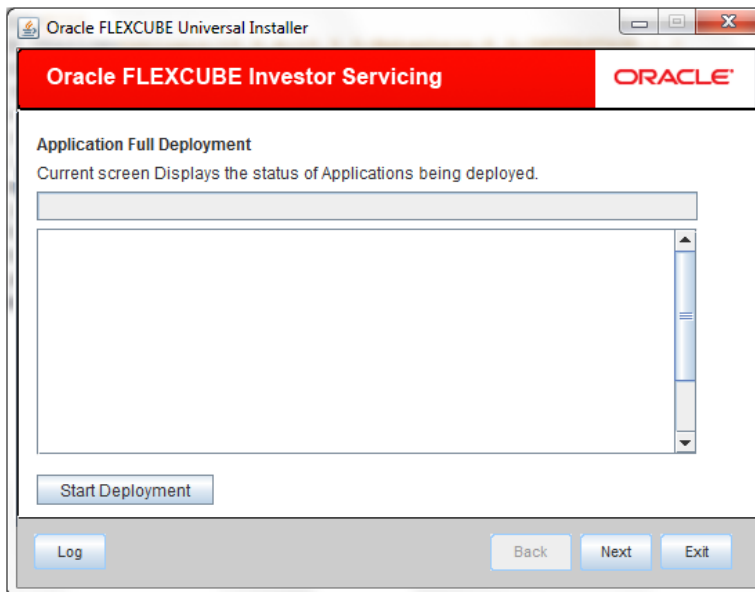 Oracle FLEXCUBE Universal Installer
Oracle FLEXCUBE Investor Servicing
ORACLE
Application Full Deployment
Current screen Displays the status of Applications being deployed.
Start Deployment
Log Back Next Exit